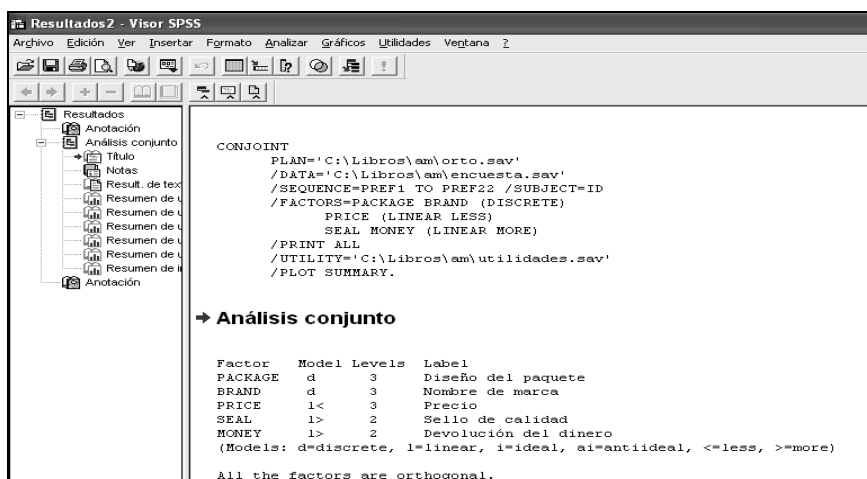 Resultados2 - Visor SPSS
Archivo Edición Ver Insertar Formato Analizar Gráficos Utilidades Ventana ?
Resultados
Anotación
Análisis conjunto
Título
Notas
Result. de tex
Resumen de u
Resumen de u
Resumen de u
Resumen de u
Resumen de u
Resumen de i
Anotación
CONJOINT
PLAN='C:\Libros\am\orto.sav'
/DATA='C:\Libros\am\encuesta.sav'
/SEQUENCE=PREF1 TO PREF22 /SUBJECT=ID
/FACTORS=PACKAGE BRAND (DISCRETE)
PRICE (LINEAR LESS)
SEAL MONEY (LINEAR MORE)
/PRINT ALL
/UTILITY='C:\Libros\am\utilidades.sav'
/PLOT SUMMARY.
Análisis conjunto
Factor Model Levels Label
PACKAGE d 3 Diseño del paquete
BRAND d 3 Nombre de marca
PRICE l< 3 Precio
SEAL l> 2 Sello de calidad
MONEY l> 2 Devolución del dinero
(Models: d=discrete, l=linear, i=ideal, ai=antiideal, <=less, >=more)
All the factors are orthogonal.